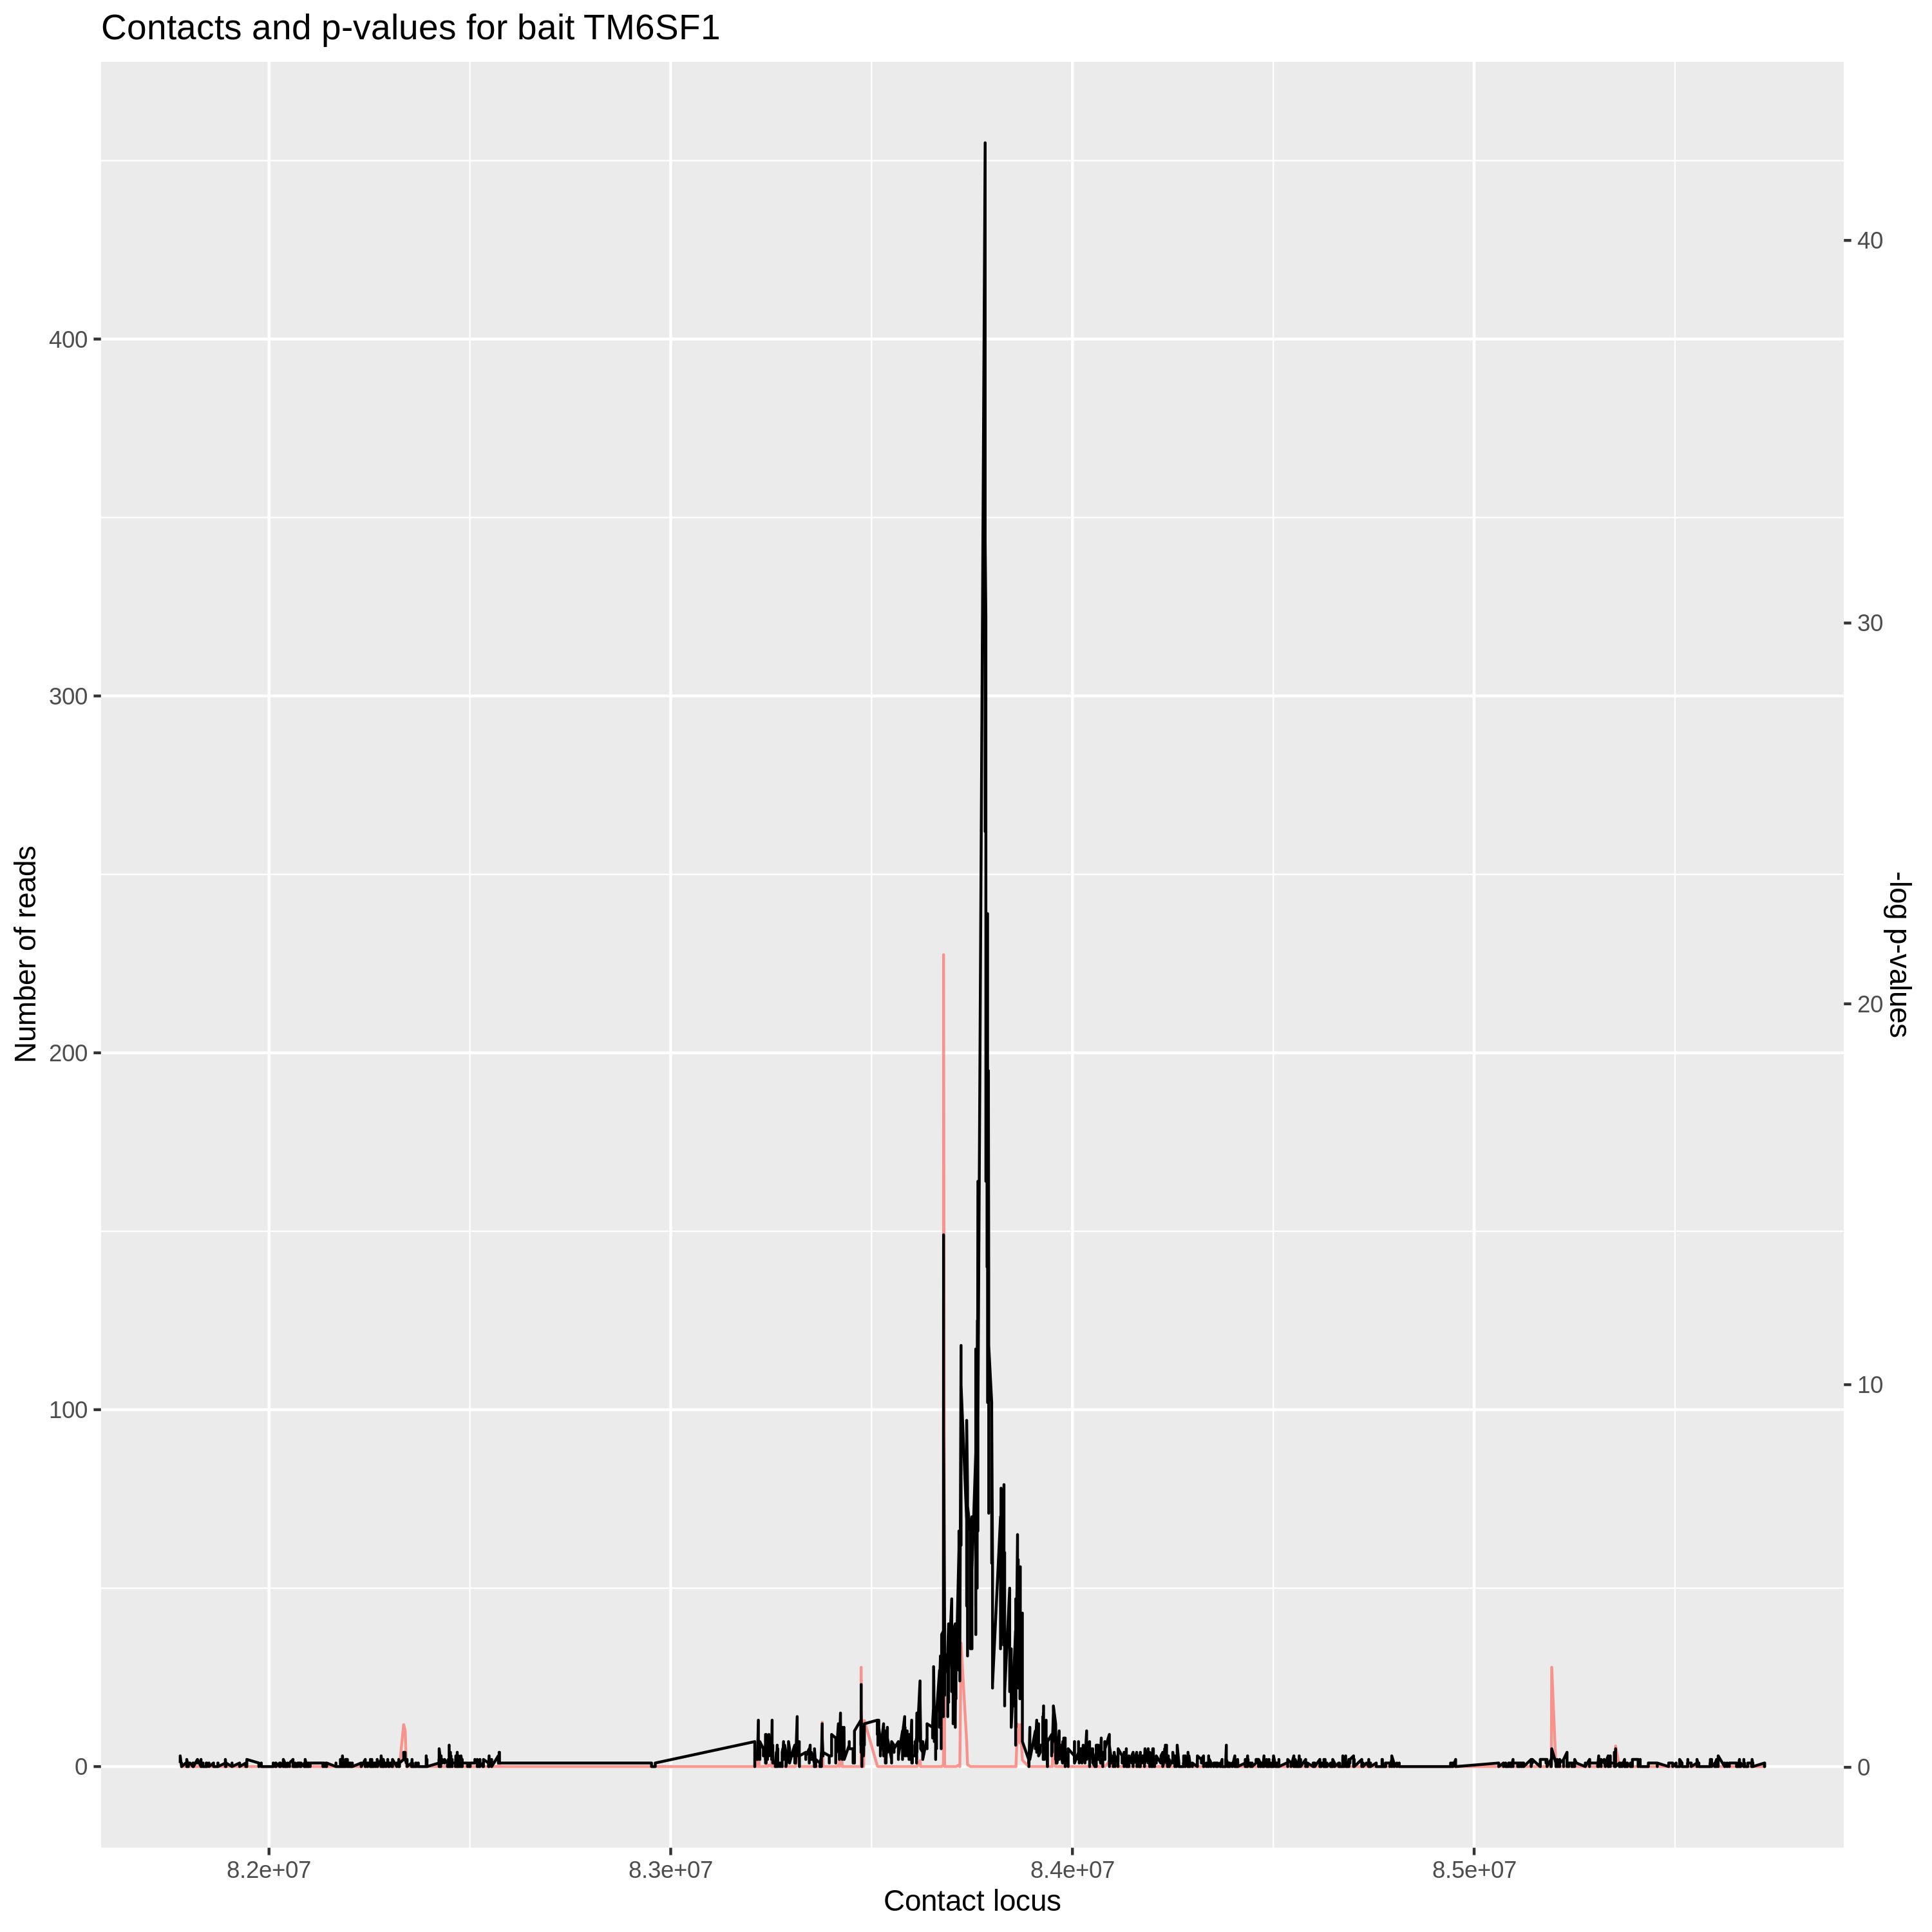 Contacts and p-values for bait TM6SF1
Number of reads
400
300
200
100
0
40
30
20
10
0
-log p-values
8.2e+07 8.3e+07 8.4e+07 8.5e+07
Contact locus